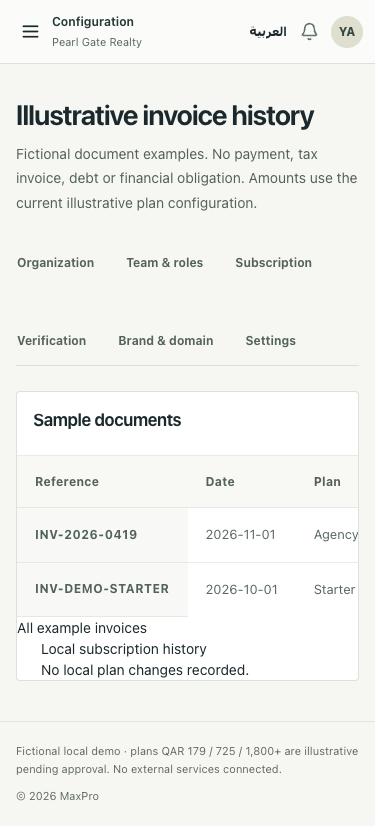 Configuration
Pearl Gate Realty
العربية
YA
Illustrative invoice history
Fictional document examples. No payment, tax
invoice, debt or financial obligation. Amounts use the
current illustrative plan configuration.
Organization Team & roles Subscription
Verification Brand & domain Settings
Sample documents
Reference Date Plan
INV-2026-0419 2026-11-01 Agency
INV-DEMO-STARTER 2026-10-01 Starter
All example invoices
Local subscription history
No local plan changes recorded.
Fictional local demo · plans QAR 179 / 725 / 1,800+ are illustrative
pending approval. No external services connected.
© 2026 MaxPro